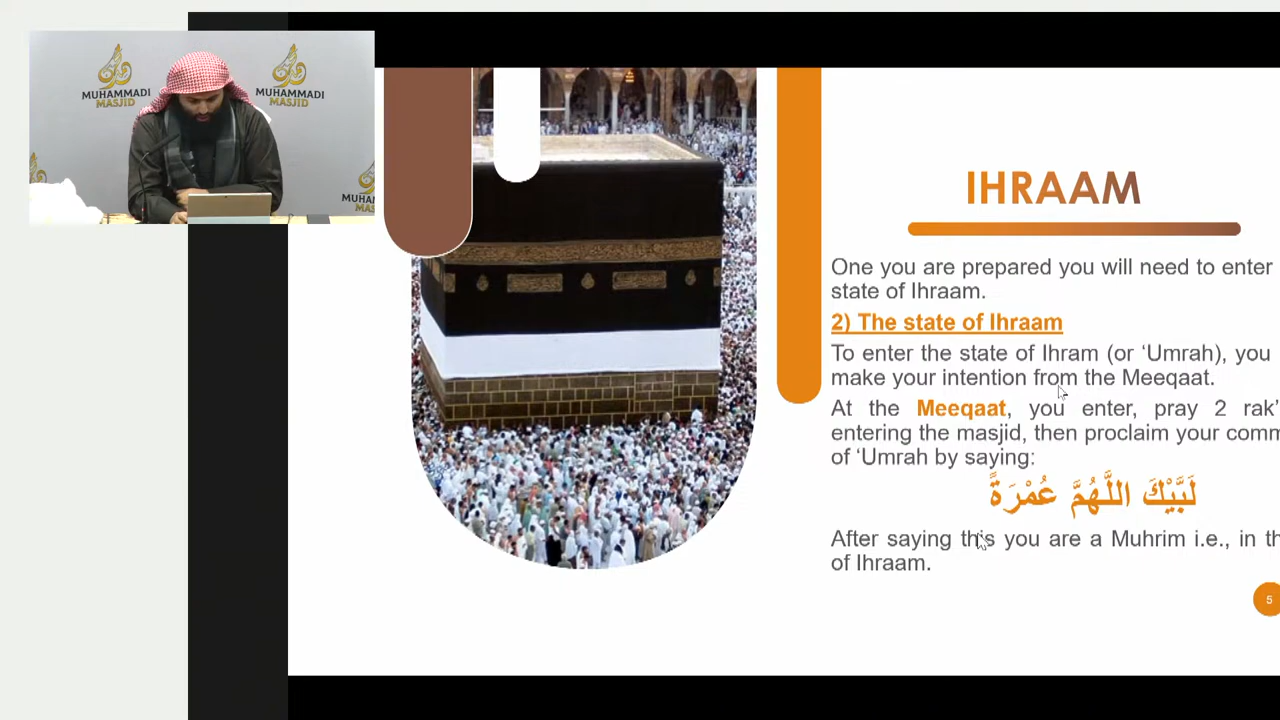 MUHAMMADI
MASJID
MUHAMMADI
MASJID
IHRAAM
One you are prepared you will need to enter
state of Ihraam.
2) The state of Ihraam
To enter the state of Ihram (or ‘Umrah), you
make your intention from the Meeqaat.
At the Meeqaat, you enter, pray 2 rak’
entering the masjid, then proclaim your comm
of ‘Umrah by saying:
لَبَّيْكَ اللَّهُمَّ عُمْرَةً
After saying this you are a Muhrim i.e., in th
of Ihraam.
5